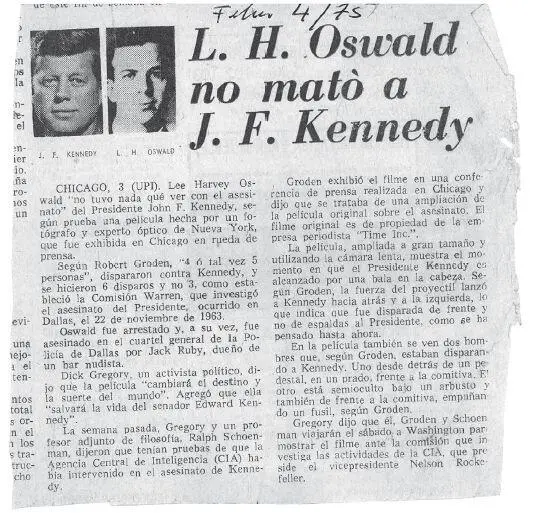 de este fin de semana en
Febr 4/75
L. H. Oswald
no matò a
J. F. Kennedy
J. F. KENNEDY L. H. OSWALD
CHICAGO, 3 (UPI). Lee Harvey Os-
wald "no tuvo nada qué ver con el asesi-
nato" del Presidente John F. Kennedy, se-
gún prueba una película hecha por un fo-
tógrafo y experto óptico de Nueva York,
que fue exhibida en Chicago en rueda de
prensa.
Según Robert Groden, "4 ó tal vez 5
personas", dispararon contra Kennedy, y
se hicieron 6 disparos y no 3, como esta-
bleció la Comisión Warren, que investigó
el asesinato del Presidente, ocurrido en
Dallas, el 22 de noviembre de 1963.
Oswald fue arrestado y, a su vez, fue
asesinado en el cuartel general de la Po-
licía de Dallas por Jack Ruby, dueño de
un bar nudista.
Dick Gregory, un activista político, di-
jo que la película "cambiará el destino y
la suerte del mundo". Agregó que ella
"salvará la vida del senador Edward Ken-
nedy".
La semana pasada, Gregory y un pro-
fesor adjunto de filosofía, Ralph Schoen-
man, dijeron que tenían pruebas de que la
Agencia Central de Inteligencia (CIA) ha-
bía intervenido en el asesinato de Kenne-
dy.
Groden exhibió el filme en una confe-
rencia de prensa realizada en Chicago y
dijo que se trataba de una ampliación de
la película original sobre el asesinato. El
filme original es de propiedad de la em-
presa periodista "Time Inc.".
La película, ampliada a gran tamaño y
utilizando la cámara lenta, muestra el mo-
mento en que el Presidente Kennedy es
alcanzado por una bala en la cabeza. Se-
gún Groden, la fuerza del proyectil lanzó
a Kennedy hacia atrás y a la izquierda, lo
que indica que fue disparada de frente y
no de espaldas al Presidente, como se ha
pensado hasta ahora.
En la película también se ven dos hom-
bres que, según Groden, estaban disparan-
do a Kennedy. Uno desde detrás de un pe-
destal, en un prado, frente a la comitiva. El
otro está semioculto bajo un arbusto y
también de frente a la comitiva, empuñan-
do un fusil, según Groden.
Gregory dijo que él, Groden y Schoen
man viajarán el sábado a Washington par
mostrar el filme ante la comisión que in
vestiga las actividades de la CIA, que pre
side el vicepresidente Nelson Rocke-
feller.